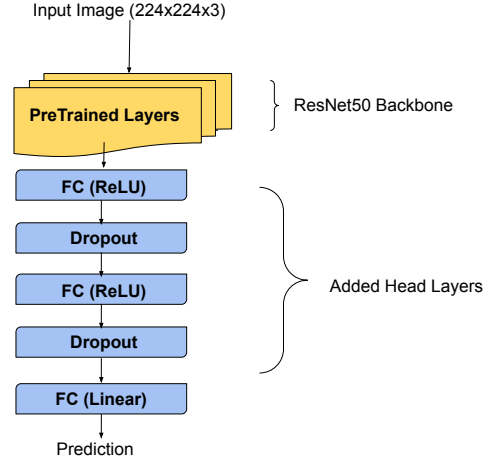 Input Image (224x224x3)
PreTrained Layers
ResNet50 Backbone
FC (ReLU)
Dropout
FC (ReLU)
Added Head Layers
Dropout
FC (Linear)
Prediction